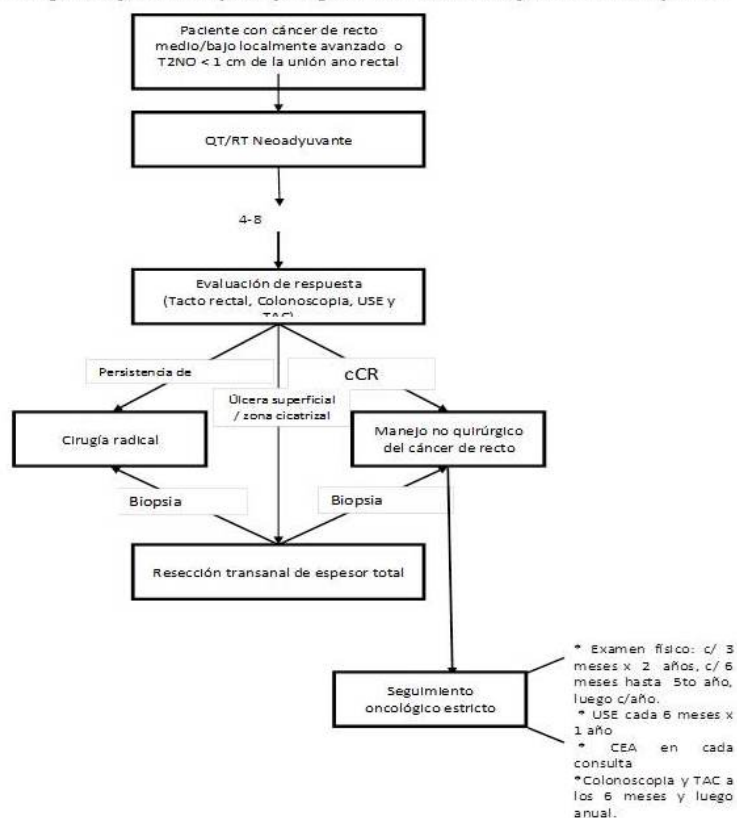 Paciente con cáncer de recto
medio/bajo localmente avanzado o
T2N0 < 1 cm de la unión ano rectal
QT/RT Neoadyuvante
4-8
Evaluación de respuesta
(Tacto rectal, Colonoscopia, USE y
TAC)
Persistencia de
cCR
Úlcera superficial
/ zona cicatrizal
Cirugía radical
Manejo no quirúrgico
del cáncer de recto
Biopsia
Biopsia
Resección transanal de espesor total
Seguimiento
oncológico estricto
* Examen físico: c/ 3
meses x 2 años, c/ 6
meses hasta 5to año,
luego c/año.
* USE cada 6 meses x
1 año
* CEA en cada
consulta
*Colonoscopia y TAC a
los 6 meses y luego
anual.